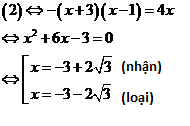 (2) ⇔ -(x+3)(x-1) = 4x
⇔ x² + 6x - 3 = 0
⇔ [ x = -3 + 2√3 (nhận)
x = -3 - 2√3 (loại)